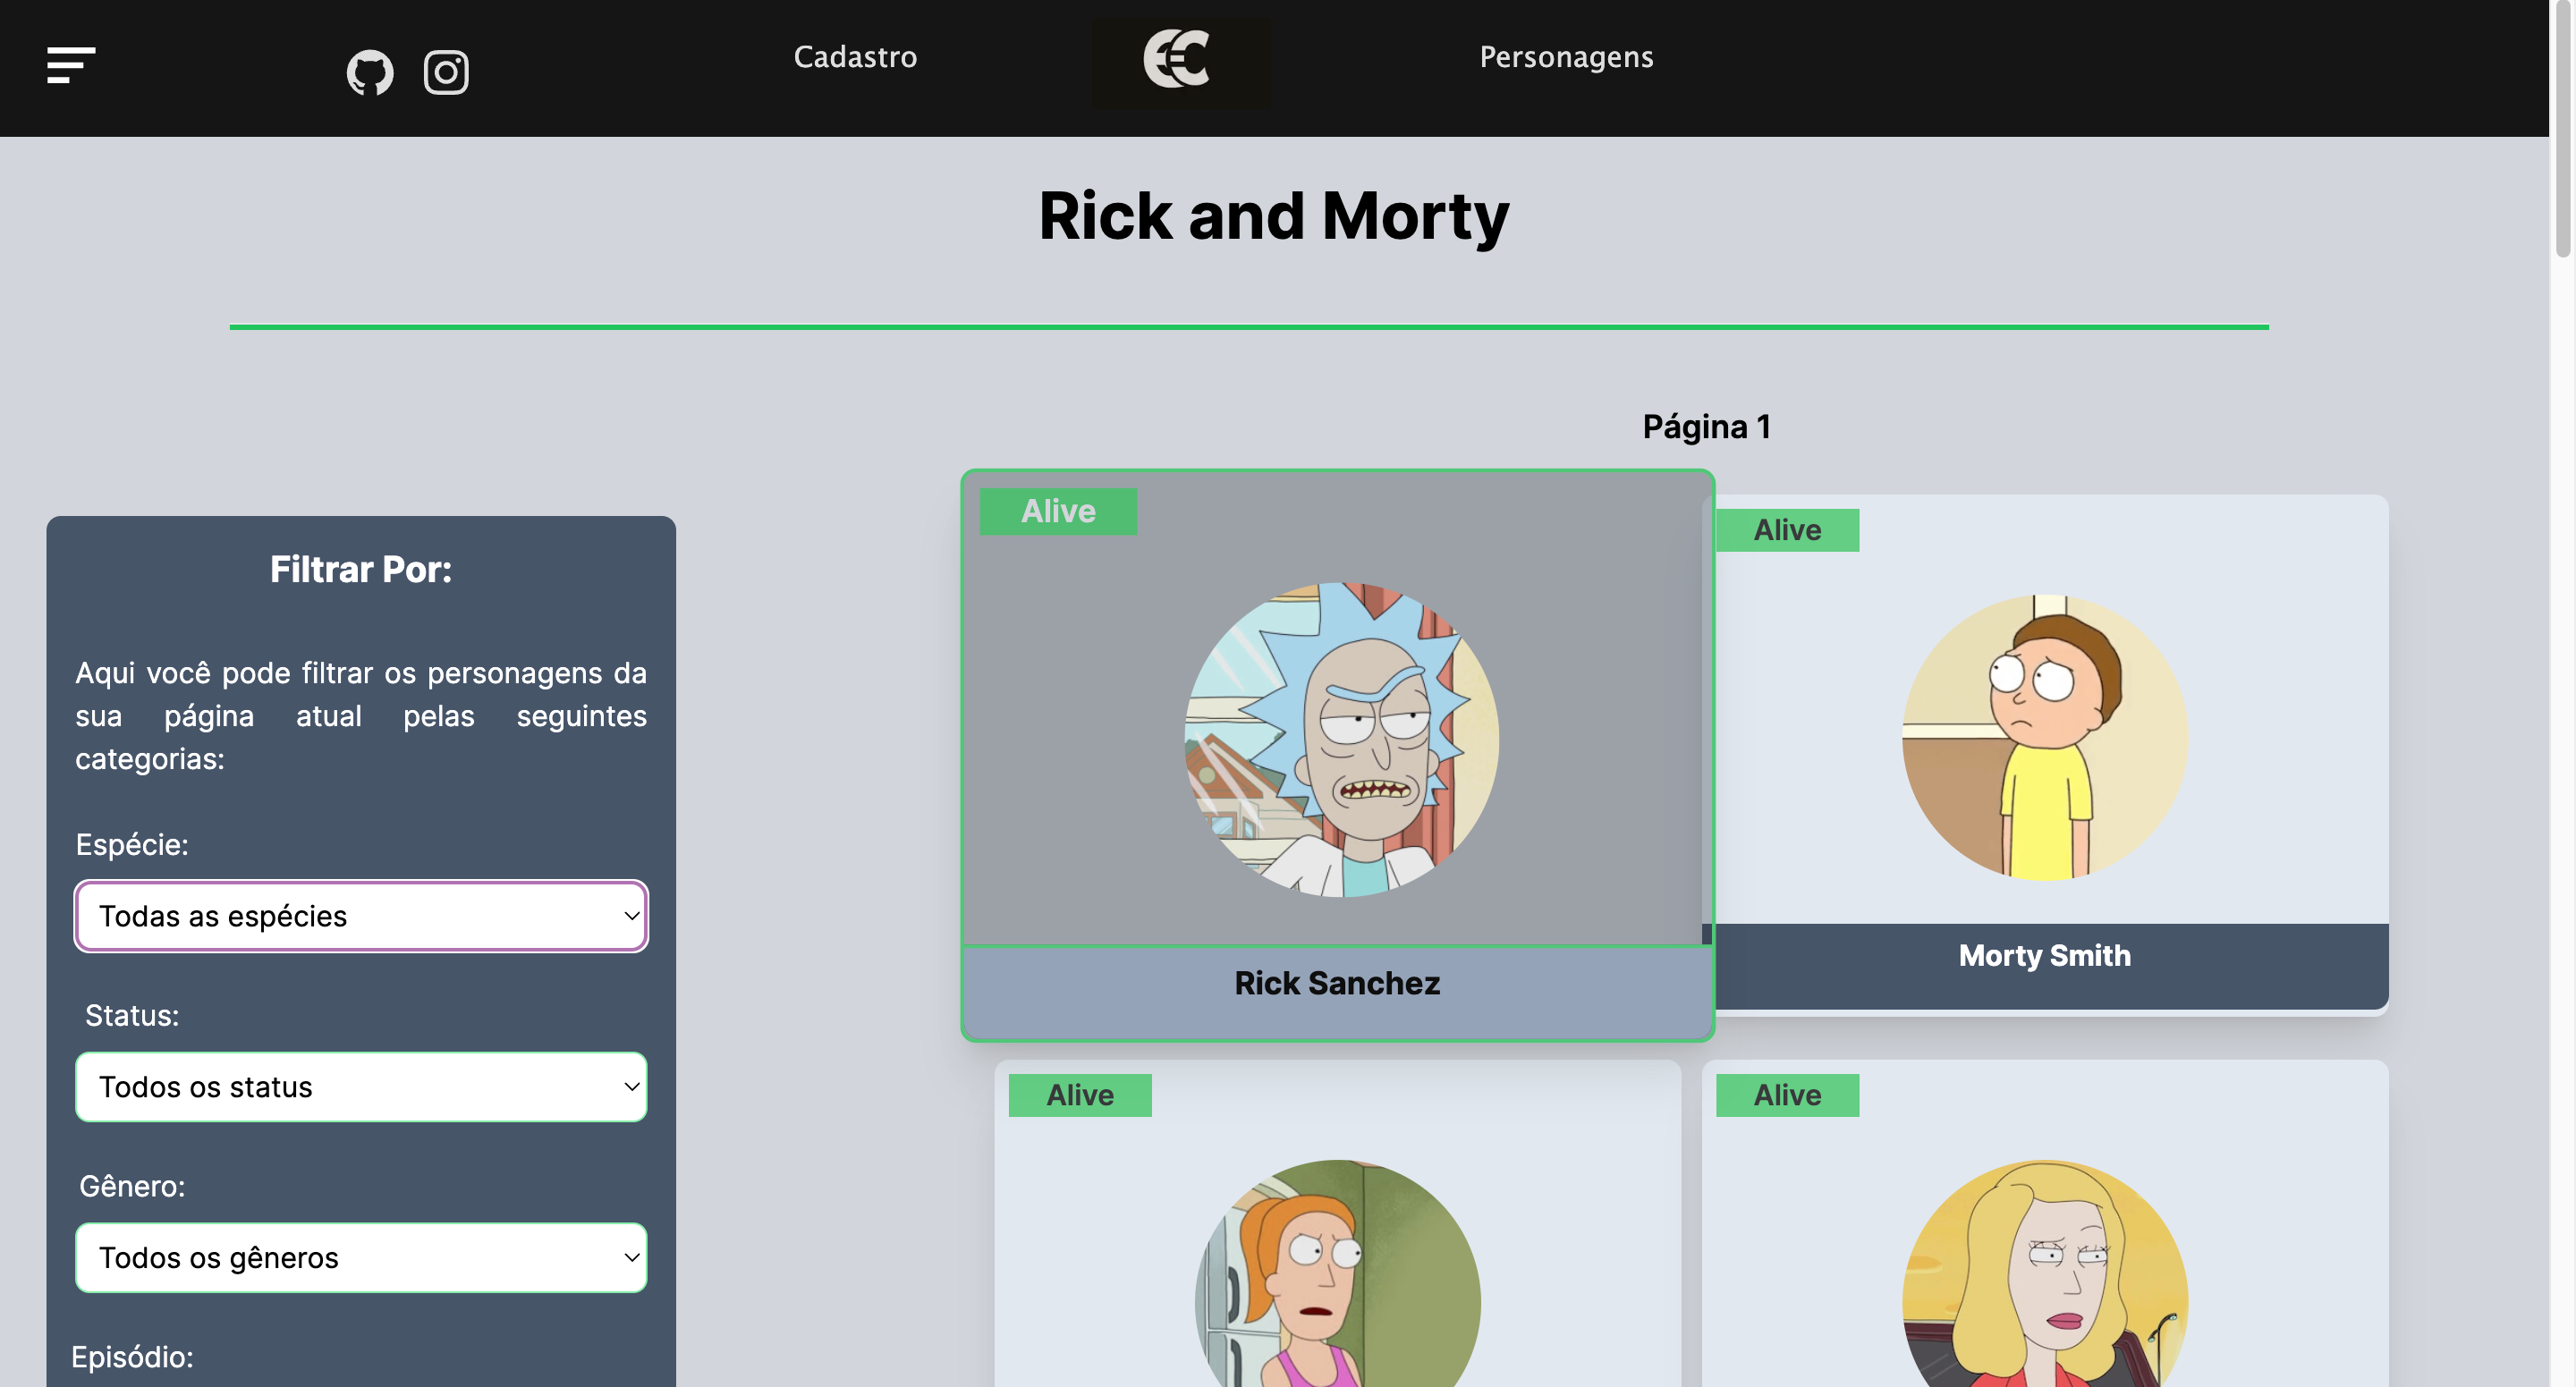 Cadastro
EC
Personagens
Rick and Morty
Página 1
Filtrar Por:
Aqui você pode filtrar os personagens da
sua página atual pelas seguintes
categorias:
Espécie:
Todas as espécies
Status:
Todos os status
Gênero:
Todos os gêneros
Episódio:
Alive
Rick Sanchez
Alive
Morty Smith
Alive
Alive